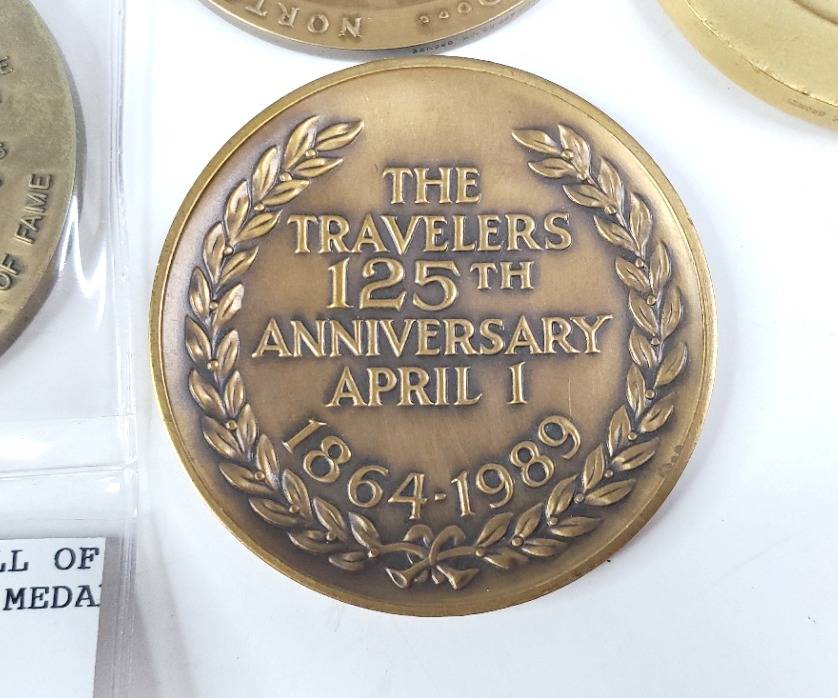 THE
TRAVELERS
125TH
ANNIVERSARY
APRIL 1
1864-1989
NORT
OF FAME
LL OF
MEDA